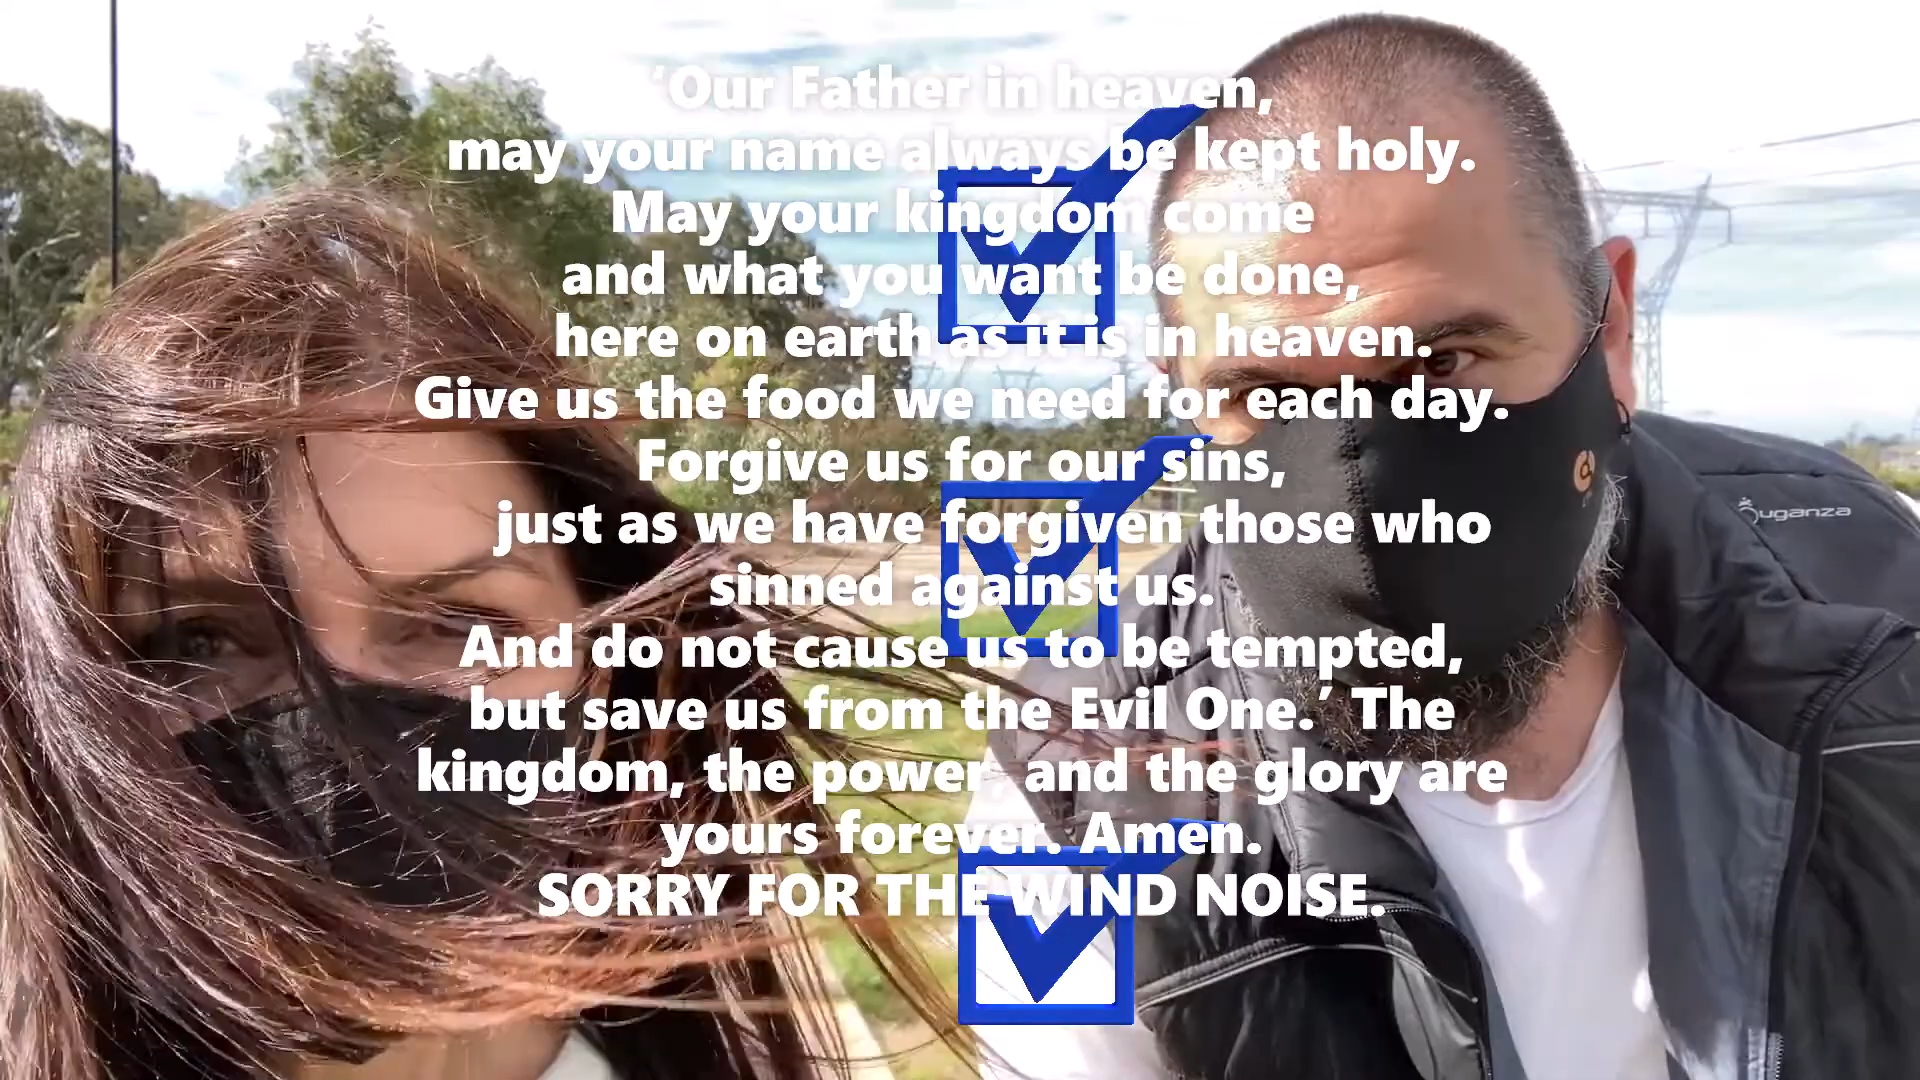 ‘Our Father in heaven,
may your name always be kept holy.
May your kingdom come
and what you want be done,
here on earth as it is in heaven.
Give us the food we need for each day.
Forgive us for our sins,
just as we have forgiven those who
sinned against us.
And do not cause us to be tempted,
but save us from the Evil One.’ The
kingdom, the power, and the glory are
yours forever. Amen.
SORRY FOR THE WIND NOISE.
uganza